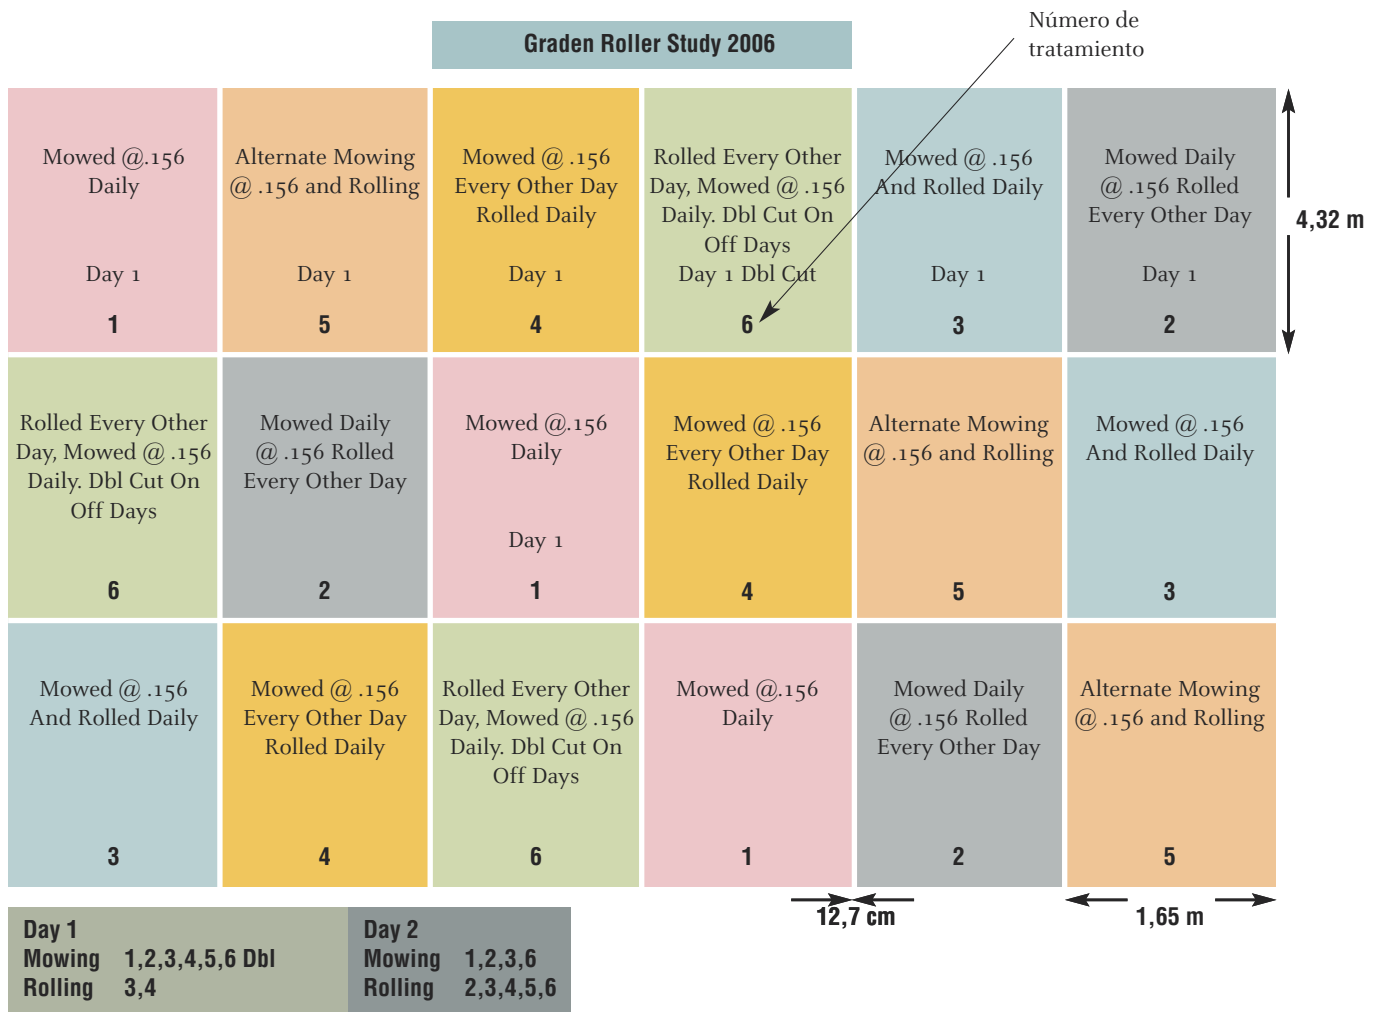 Graden Roller Study 2006
Número de
tratamiento
Mowed @.156
Daily
Day 1
1
Alternate Mowing
@ .156 and Rolling
Day 1
5
Mowed @ .156
Every Other Day
Rolled Daily
Day 1
4
Rolled Every Other
Day, Mowed @ .156
Daily. Dbl Cut On
Off Days
Day 1 Dbl Cut
6
Mowed @ .156
And Rolled Daily
Day 1
3
Mowed Daily
@ .156 Rolled
Every Other Day
Day 1
2
4,32 m
Rolled Every Other
Day, Mowed @ .156
Daily. Dbl Cut On
Off Days
6
Mowed Daily
@ .156 Rolled
Every Other Day
2
Mowed @.156
Daily
Day 1
1
Mowed @ .156
Every Other Day
Rolled Daily
4
Alternate Mowing
@ .156 and Rolling
5
Mowed @ .156
And Rolled Daily
3
Mowed @ .156
And Rolled Daily
3
Mowed @ .156
Every Other Day
Rolled Daily
4
Rolled Every Other
Day, Mowed @ .156
Daily. Dbl Cut On
Off Days
6
Mowed @.156
Daily
1
Mowed Daily
@ .156 Rolled
Every Other Day
2
Alternate Mowing
@ .156 and Rolling
5
12,7 cm
1,65 m
Day 1
Mowing 1,2,3,4,5,6 Dbl
Rolling 3,4
Day 2
Mowing 1,2,3,6
Rolling 2,3,4,5,6